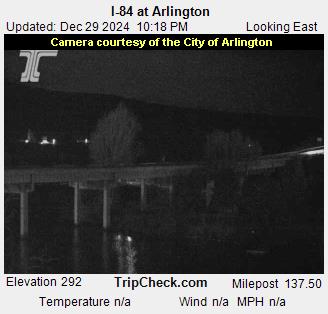 I-84 at Arlington
Updated: Dec 29 2024 10:18 PM Looking East
Camera courtesy of the City of Arlington
Elevation 292 TripCheck.com Milepost 137.50
Temperature n/a Wind n/a MPH n/a